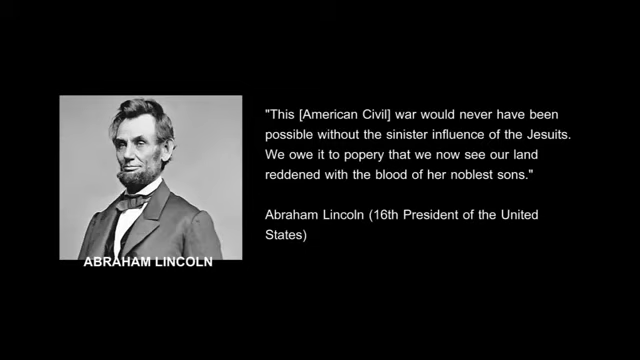 "This [American Civil] war would never have been
possible without the sinister influence of the Jesuits.
We owe it to popery that we now see our land
reddened with the blood of her noblest sons."
Abraham Lincoln (16th President of the United
States)
ABRAHAM LINCOLN